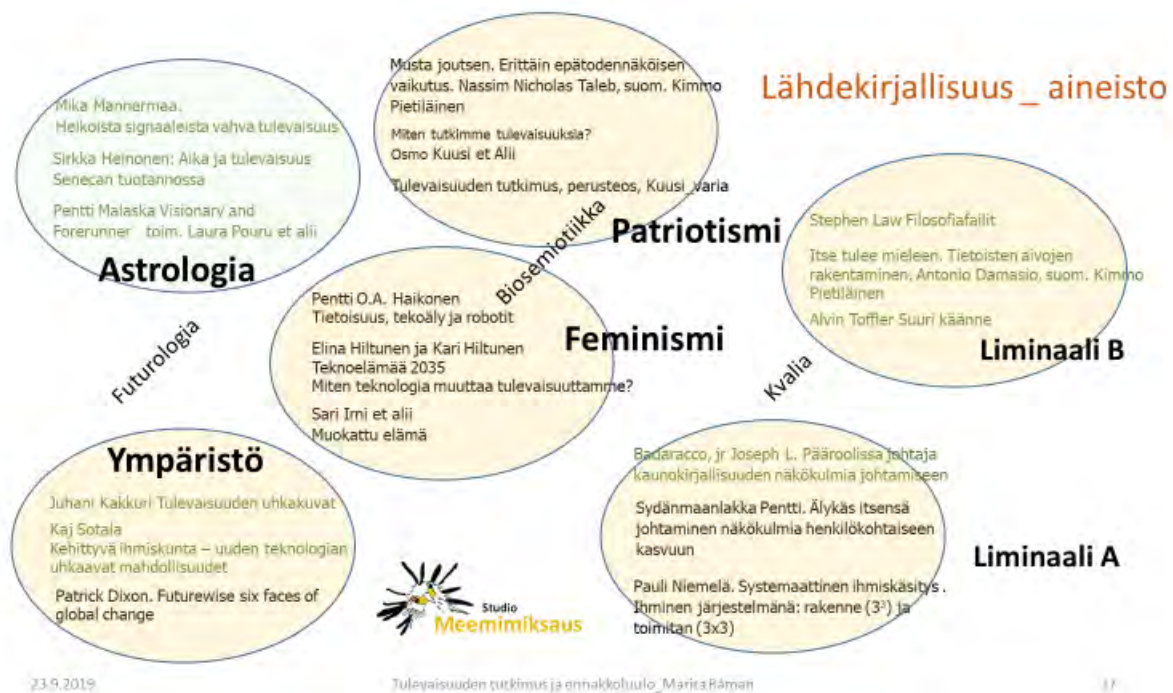 Lähdekirjallisuus _ aineisto
Mika Mannermaa.
Heikoista signaaleista vahva tulevaisuus
Sirkka Heinonen: Aika ja tulevaisuus
Senecan tuotannossa
Pentti Malaska Visionary and
Forerunner toim. Laura Pouru et alii
Astrologia
Musta joutsen. Erittäin epätodennäköisen
vaikutus. Nassim Nicholas Taleb, suom. Kimmo
Pietiläinen
Miten tutkimme tulevaisuuksia?
Osmo Kuusi et Alii
Tulevaisuuden tutkimus, perusteos, Kuusi_varia
Patriotismi
Biosemiotiikka
Stephen Law Filosofiafailit
Itse tulee mieleen. Tietoisten aivojen
rakentaminen, Antonio Damasio, suom. Kimmo
Pietiläinen
Alvin Toffler Suuri käänne
Liminaali B
Futurologia
Pentti O.A. Haikonen
Tietoisuus, tekoäly ja robotit
Elina Hiltunen ja Kari Hiltunen
Teknoelämää 2035
Miten teknologia muuttaa tulevaisuuttamme?
Sari Irni et alii
Muokattu elämä
Feminismi
Kvalia
Ympäristö
Juhani Kakkuri Tulevaisuuden uhkakuvat
Kaj Sotala
Kehittyvä ihmiskunta – uuden teknologian
uhkaavat mahdollisuudet
Patrick Dixon. Futurewise six faces of
global change
Badaracco, jr Joseph L. Pääroolissa johtaja
kaunokirjallisuuden näkökulmia johtamiseen
Sydänmaanlakka Pentti. Älykäs itsensä
johtaminen näkökulmia henkilökohtaiseen
kasvuun
Pauli Niemelä. Systemaattinen ihmiskäsitys .
Ihminen järjestelmänä: rakenne (3³) ja
toimitan (3x3)
Liminaali A
Studio
Meemimiksaus
23.9.2019
Tulevaisuuden tutkimus ja ennakkoluulo_Marita Råman
17